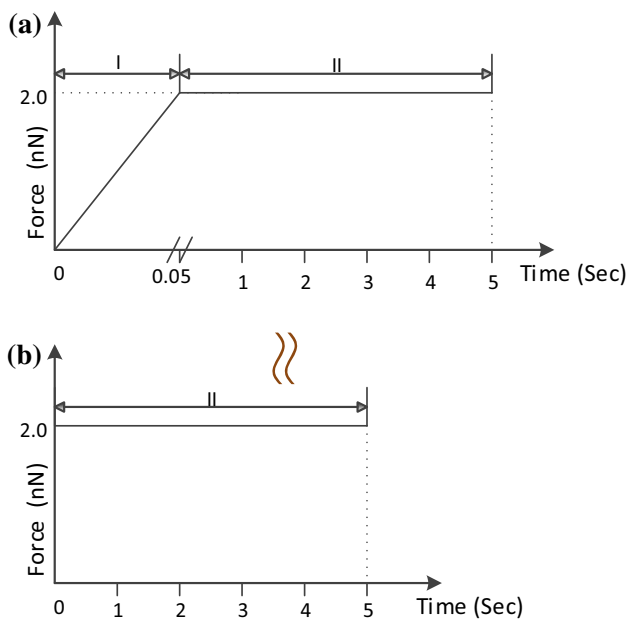 (a)
I II
2.0
Force (nN)
0 0.05 1 2 3 4 5 Time (Sec)
(b)
II
2.0
Force (nN)
0 1 2 3 4 5 Time (Sec)